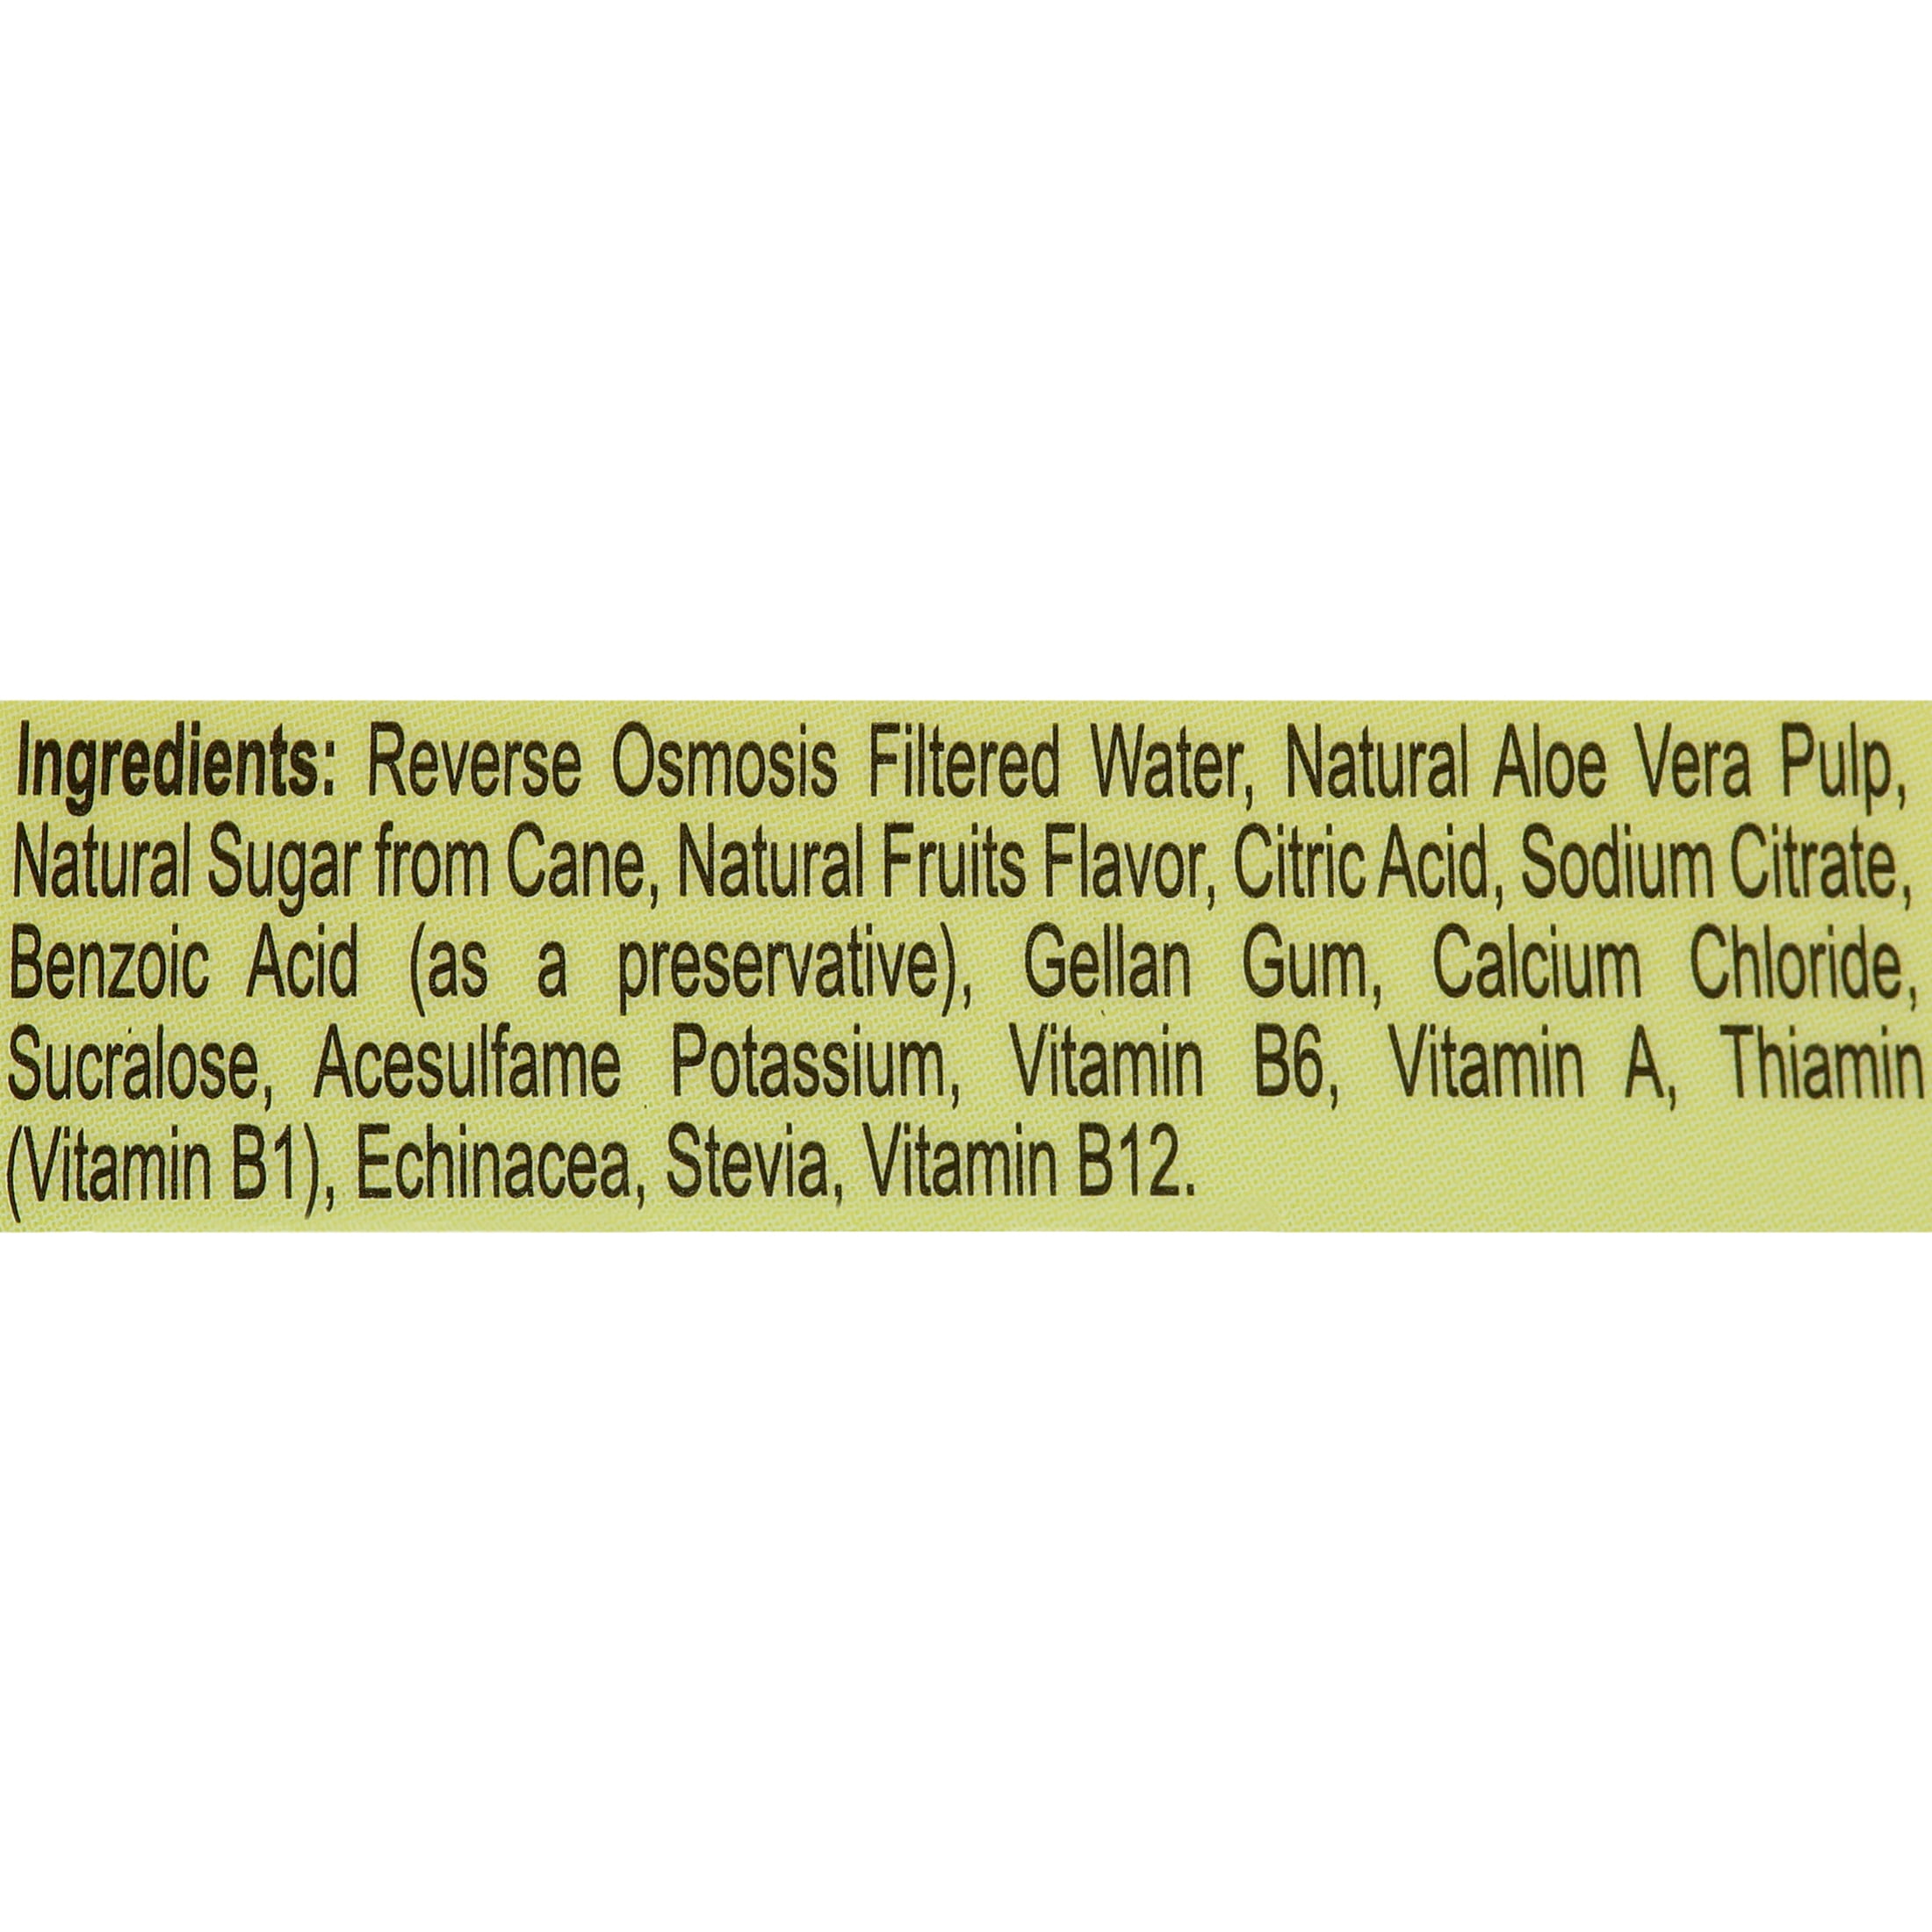 Ingredients: Reverse Osmosis Filtered Water, Natural Aloe Vera Pulp,
Natural Sugar from Cane, Natural Fruits Flavor, Citric Acid, Sodium Citrate,
Benzoic Acid (as a preservative), Gellan Gum, Calcium Chloride,
Sucralose, Acesulfame Potassium, Vitamin B6, Vitamin A, Thiamin
(Vitamin B1), Echinacea, Stevia, Vitamin B12.